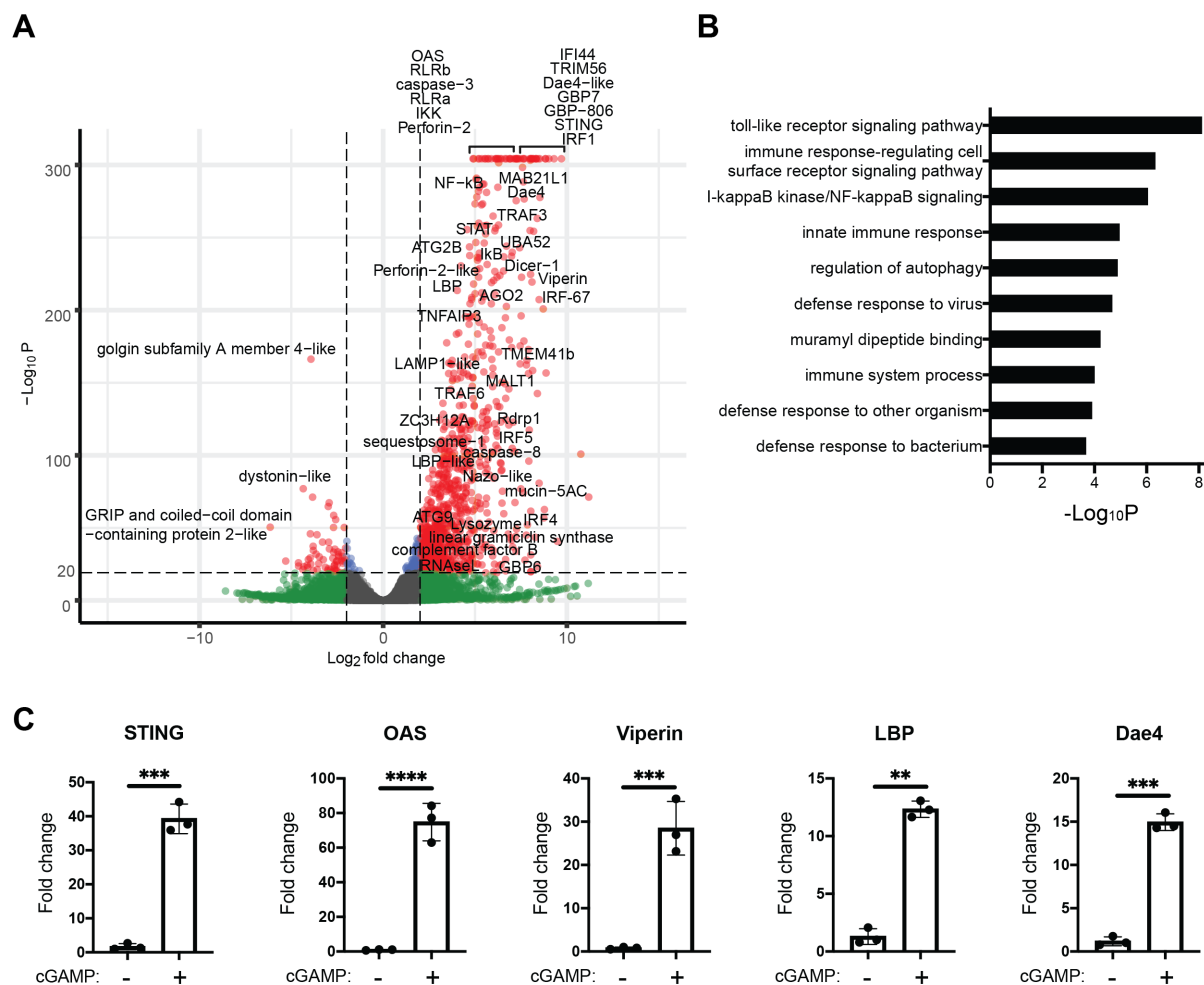 A
OAS
RLRb
caspase−3
RLRa
IKK
Perforin−2
IFI44
TRIM56
Dae4−like
GBP7
GBP−806
STING
IRF1
300
200
100
20
0
−Log10 P
NF−kB
MAB21L1
Dae4
TRAF3
STAT
UBA52
ATG2B
IkB
Dicer−1
Perforin−2−like
Viperin
LBP
AGO2
IRF−67
TNFAIP3
golgin subfamily A member 4−like
TMEM41b
LAMP1−like
MALT1
TRAF6
ZC3H12A
Rdrp1
sequestosome−1
IRF5
caspase−8
LBP−like
dystonin−like
Nazo−like
mucin−5AC
GRIP and coiled−coil domain
−containing protein 2−like
ATG9
Lysozyme
IRF4
linear gramicidin synthase
complement factor B
RNAseL
GBP6
−10
0
10
Log2 fold change
B
toll-like receptor signaling pathway
immune response-regulating cell
surface receptor signaling pathway
I-kappaB kinase/NF-kappaB signaling
innate immune response
regulation of autophagy
defense response to virus
muramyl dipeptide binding
immune system process
defense response to other organism
defense response to bacterium
0 2 4 6 8
-Log10P
C
STING
***
50
40
30
20
10
0
Fold change
cGAMP: - +
OAS
****
100
80
60
40
20
0
Fold change
cGAMP: - +
Viperin
***
40
30
20
10
0
Fold change
cGAMP: - +
LBP
**
15
10
5
0
Fold change
cGAMP: - +
Dae4
***
20
15
10
5
0
Fold change
cGAMP: - +